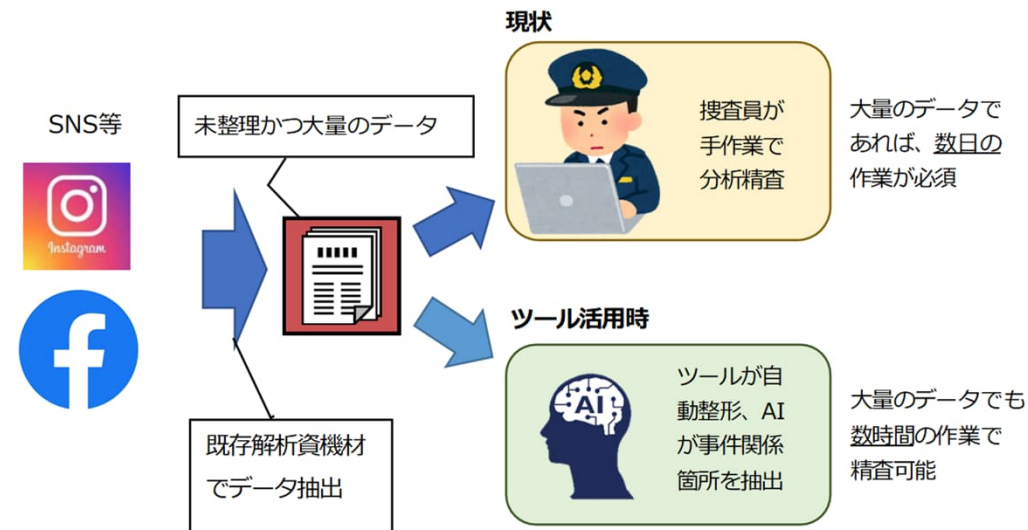 現状
SNS等
未整理かつ大量のデータ
捜査員が
手作業で
分析精査
大量のデータで
あれば、数日の
作業が必須
Instagram
ツール活用時
AI
ツールが自
動整形、AI
が事件関係
箇所を抽出
大量のデータでも
数時間の作業で
精査可能
既存解析資機材
でデータ抽出